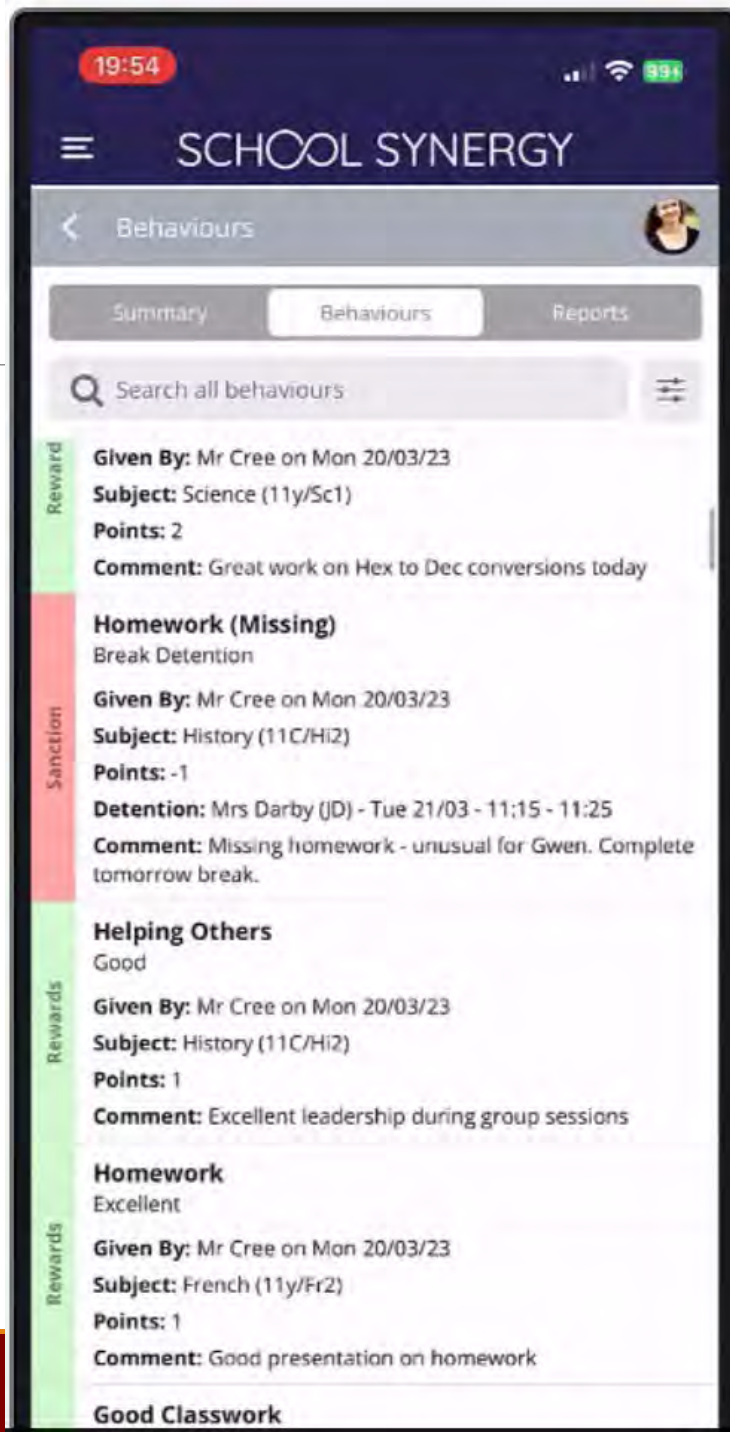 19:54
99+
SCHOOL SYNERGY
Behaviours
Summary Behaviours Reports
Search all behaviours
Reward
Given By: Mr Cree on Mon 20/03/23
Subject: Science (11y/Sc1)
Points: 2
Comment: Great work on Hex to Dec conversions today
Sanction
Homework (Missing)
Break Detention
Given By: Mr Cree on Mon 20/03/23
Subject: History (11C/Hi2)
Points: -1
Detention: Mrs Darby (JD) - Tue 21/03 - 11:15 - 11:25
Comment: Missing homework - unusual for Gwen. Complete
tomorrow break.
Rewards
Helping Others
Good
Given By: Mr Cree on Mon 20/03/23
Subject: History (11C/Hi2)
Points: 1
Comment: Excellent leadership during group sessions
Rewards
Homework
Excellent
Given By: Mr Cree on Mon 20/03/23
Subject: French (11y/Fr2)
Points: 1
Comment: Good presentation on homework
Good Classwork